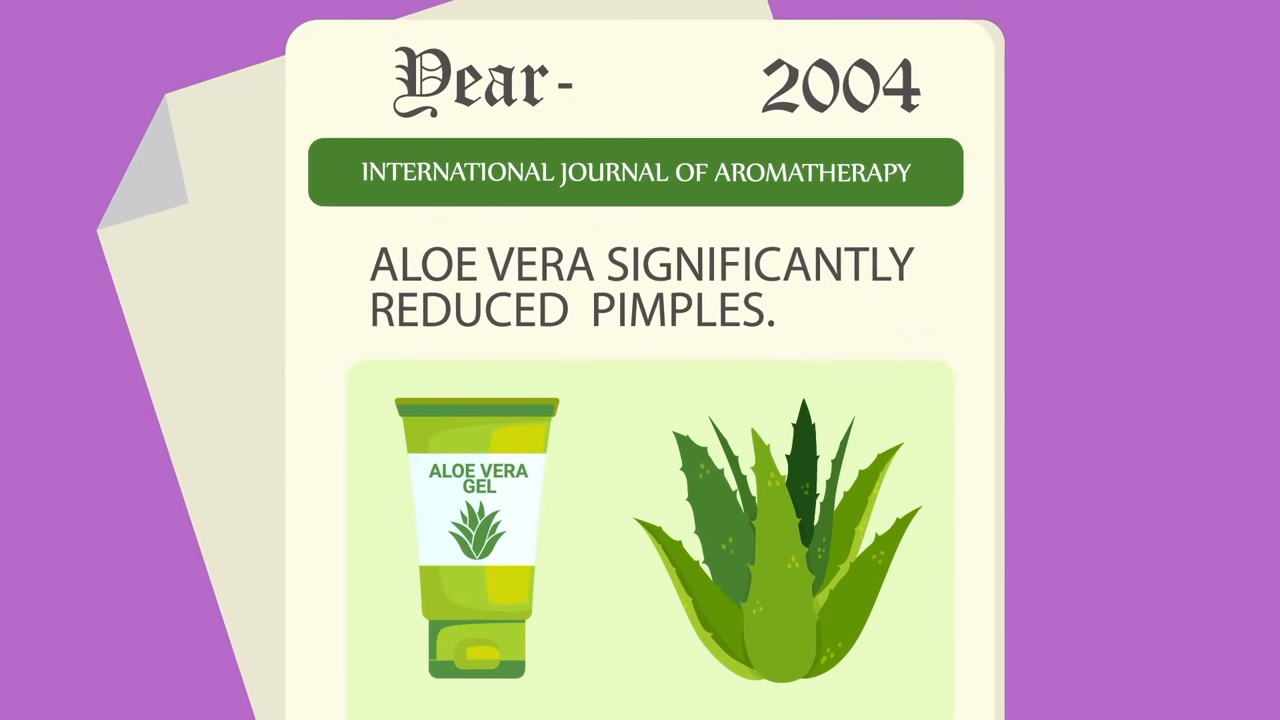 Year- 2004
INTERNATIONAL JOURNAL OF AROMATHERAPY
ALOE VERA SIGNIFICANTLY
REDUCED PIMPLES.
ALOE VERA
GEL